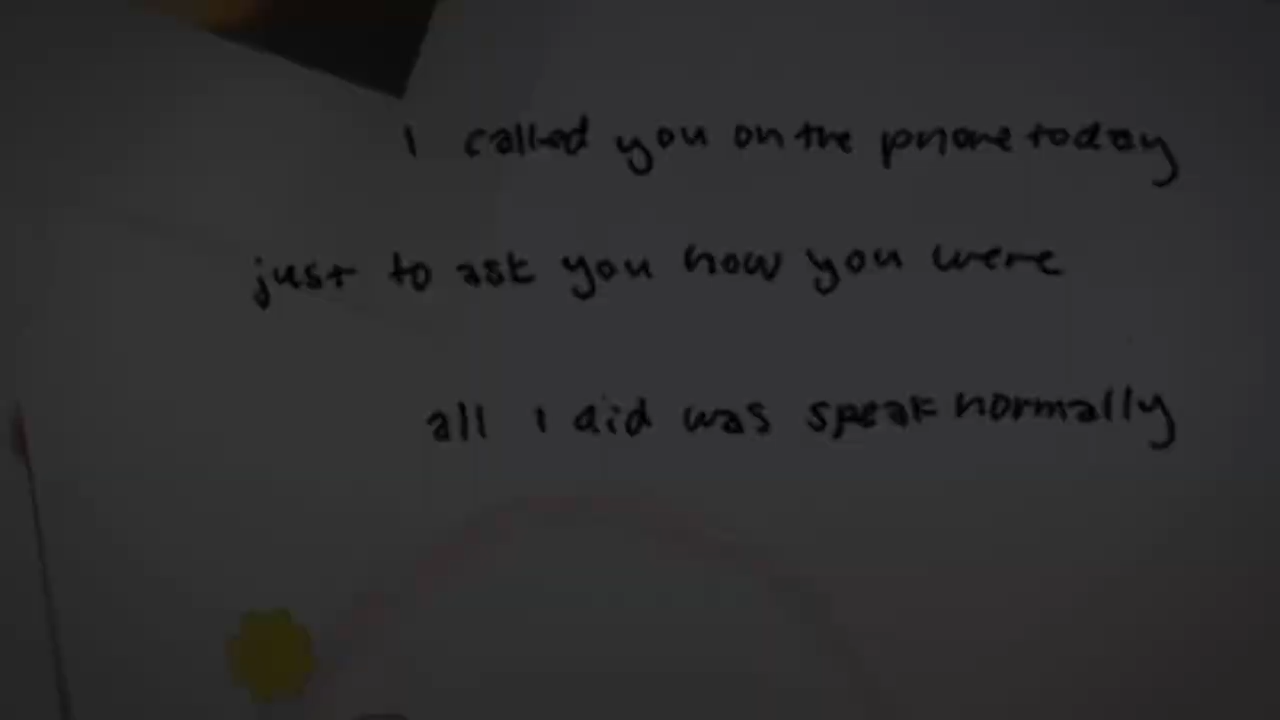 I called you on the phone today
just to ask you how you were
all I did was speak normally